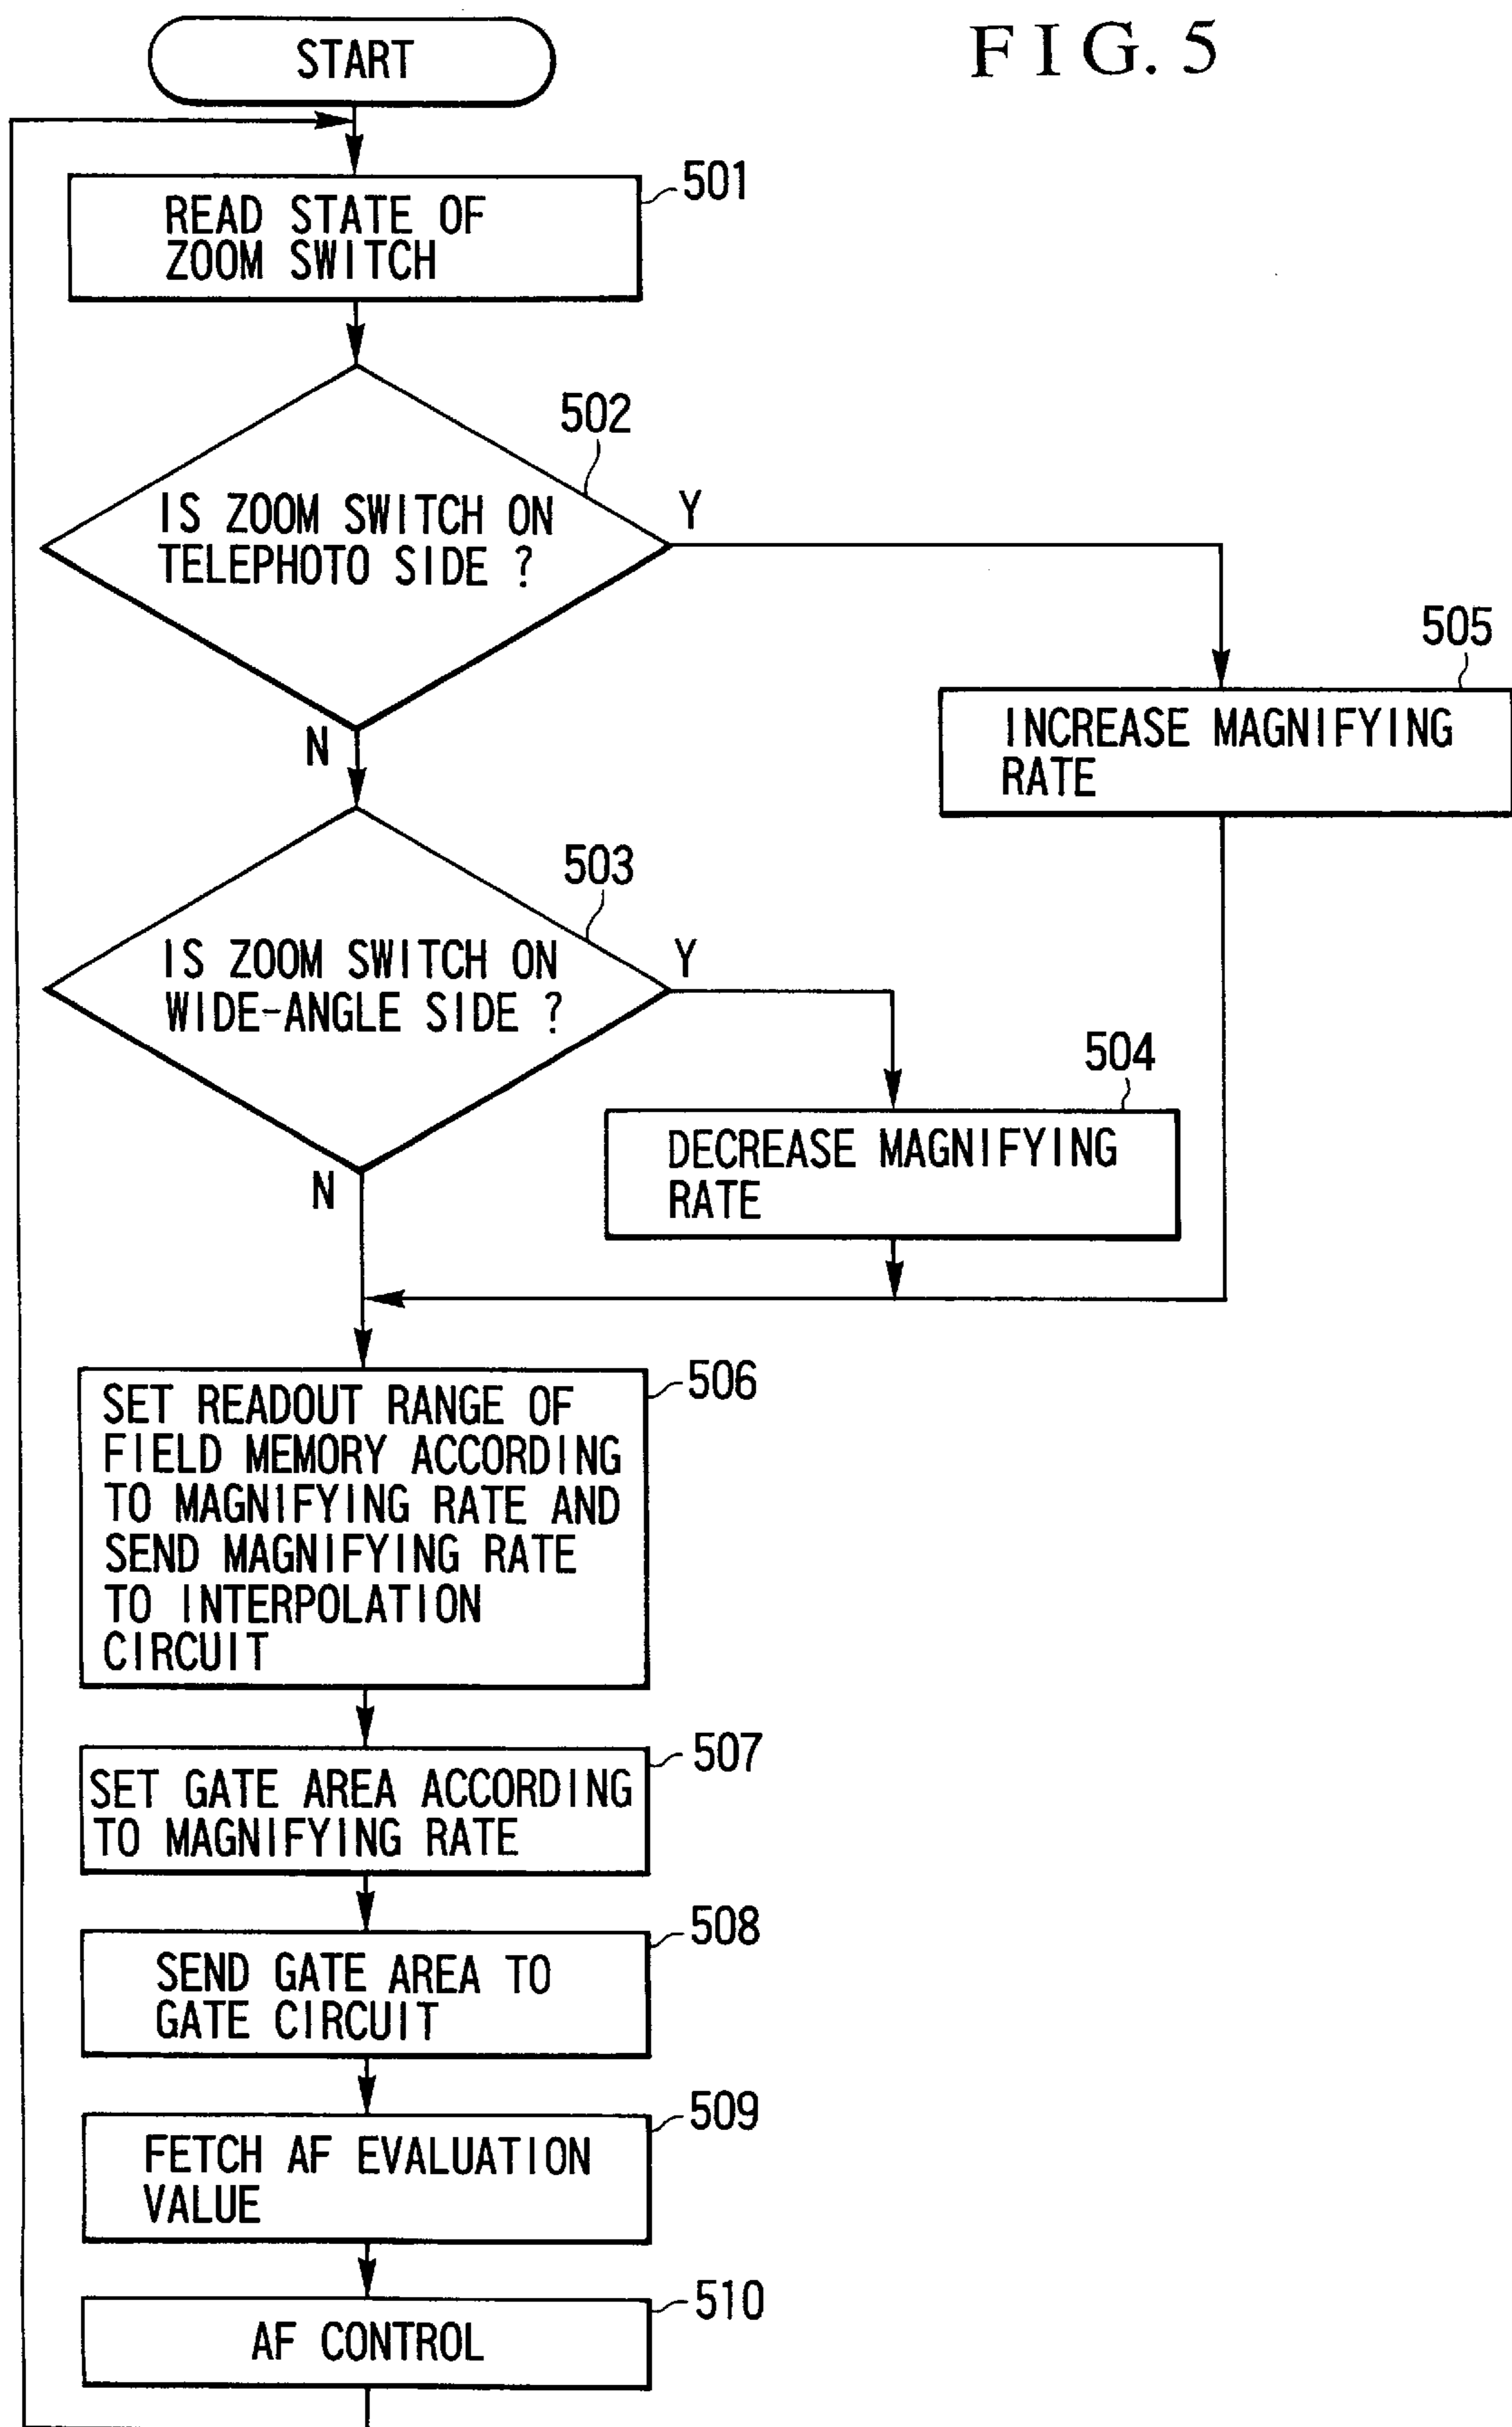 FIG. 5
START
501
READ STATE OF
ZOOM SWITCH
502
IS ZOOM SWITCH ON
TELEPHOTO SIDE ?
Y
N
505
INCREASE MAGNIFYING
RATE
503
IS ZOOM SWITCH ON
WIDE-ANGLE SIDE ?
Y
N
504
DECREASE MAGNIFYING
RATE
506
SET READOUT RANGE OF
FIELD MEMORY ACCORDING
TO MAGNIFYING RATE AND
SEND MAGNIFYING RATE
TO INTERPOLATION
CIRCUIT
507
SET GATE AREA ACCORDING
TO MAGNIFYING RATE
508
SEND GATE AREA TO
GATE CIRCUIT
509
FETCH AF EVALUATION
VALUE
510
AF CONTROL